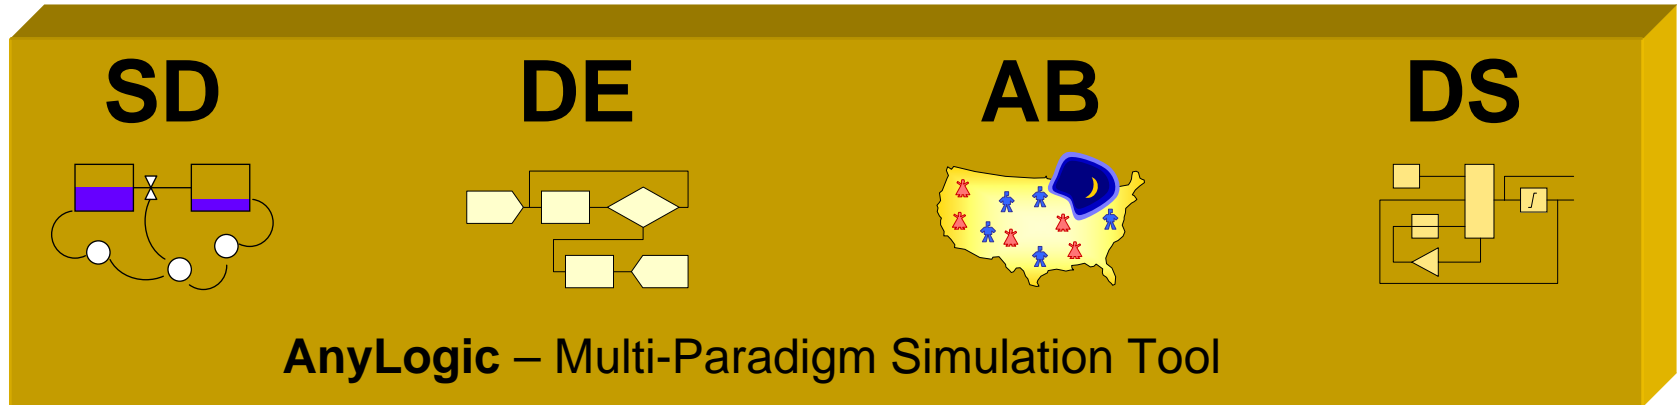 SD DE AB DS
AnyLogic – Multi-Paradigm Simulation Tool